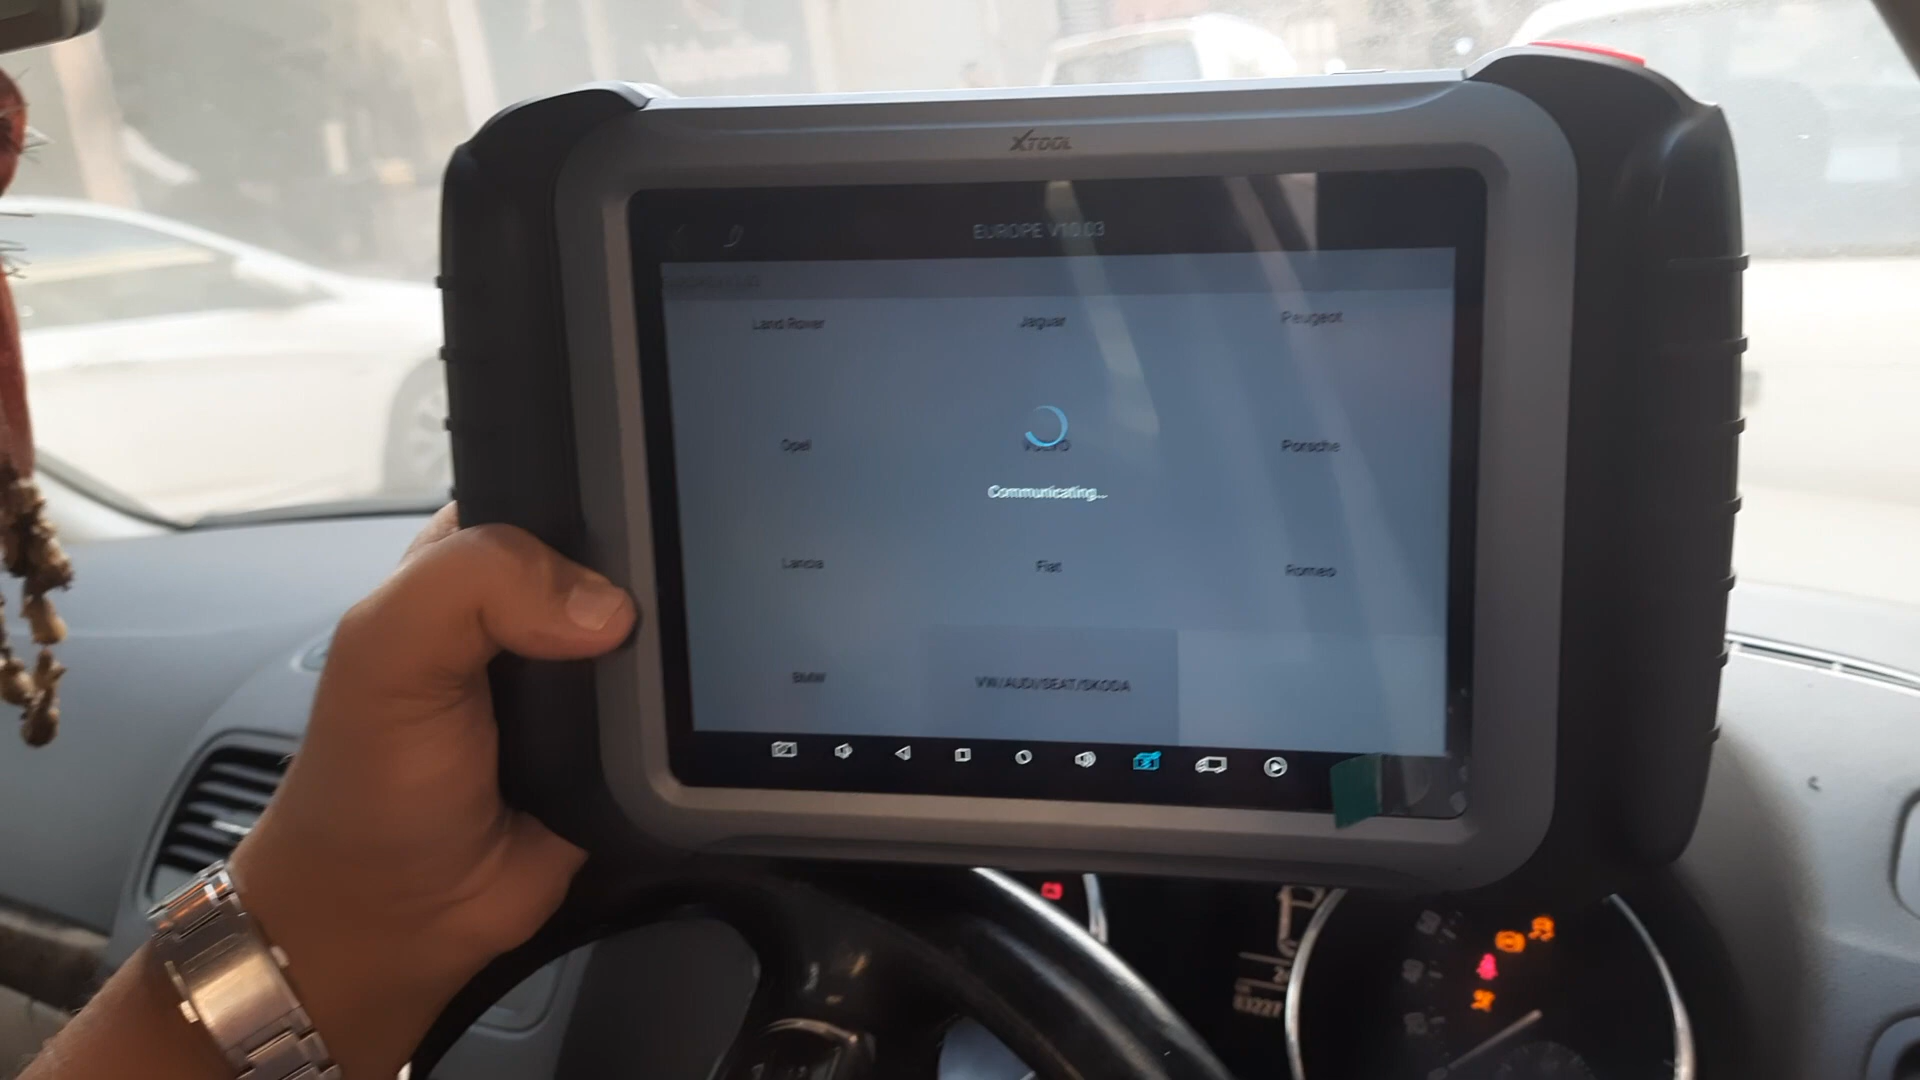 XTOOL
EUROPE V10.03
Land Rover
Jaguar
Peugeot
Opel
VOLVO
Porsche
Communicating...
Lancia
Fiat
Romeo
BMW
VW/AUDI/SEAT/SKODA